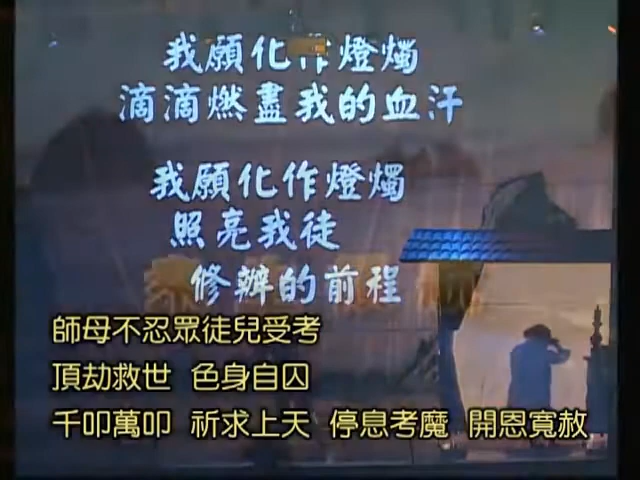 我願化作燈燭
滴滴燃盡我的血汗
我願化作燈燭
照亮我徒
修辦的前程
師母不忍眾徒兒受考
頂劫救世 色身自囚
千叩萬叩 祈求上天 停息考魔 開恩寬赦